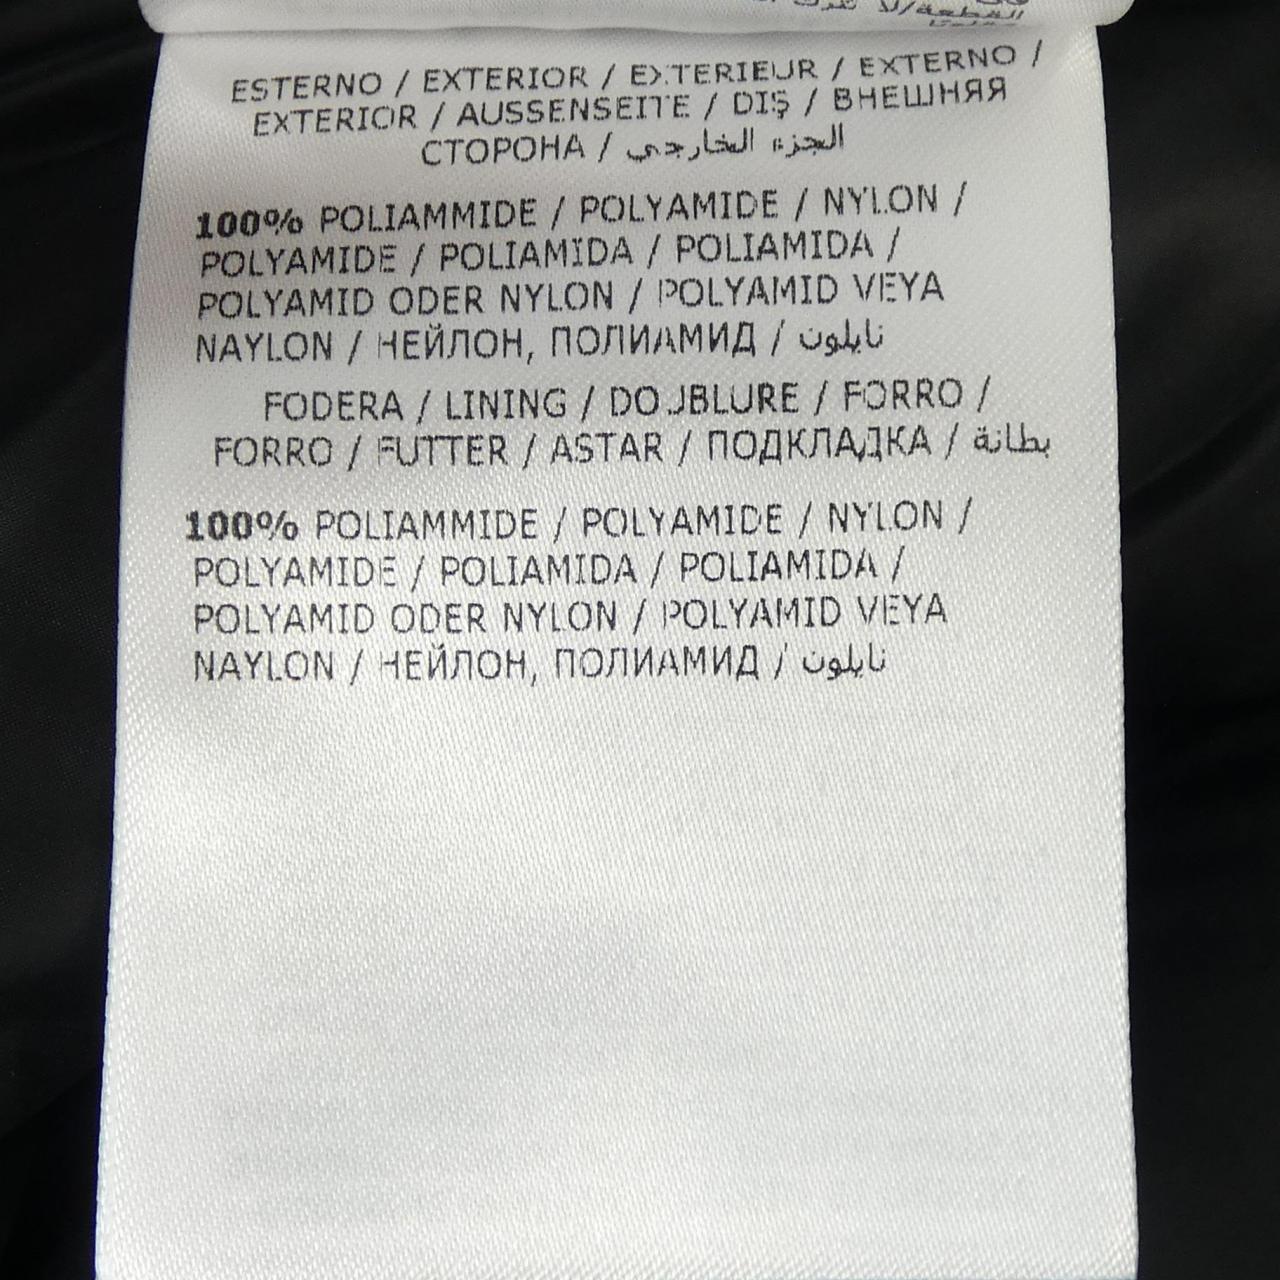 القطعة/لا
ESTERNO / EXTERIOR / EXTERIEUR / EXTERNO /
EXTERIOR / AUSSENSEITE / DIŞ / ВНЕШНЯЯ
СТОРОНА / الجزء الخارجي
100% POLIAMMIDE / POLYAMIDE / NYLON /
POLYAMIDE / POLIAMIDA / POLIAMIDA /
POLYAMID ODER NYLON / POLYAMID VEYA
NAYLON / НЕЙЛОН, ПОЛИАМИД / نايلون
FODERA / LINING / DOUBLURE / FORRO /
FORRO / FUTTER / ASTAR / ПОДКЛАДКА / بطانة
100% POLIAMMIDE / POLYAMIDE / NYLON /
POLYAMIDE / POLIAMIDA / POLIAMIDA /
POLYAMID ODER NYLON / POLYAMID VEYA
NAYLON / НЕЙЛОН, ПОЛИАМИД / نايلون